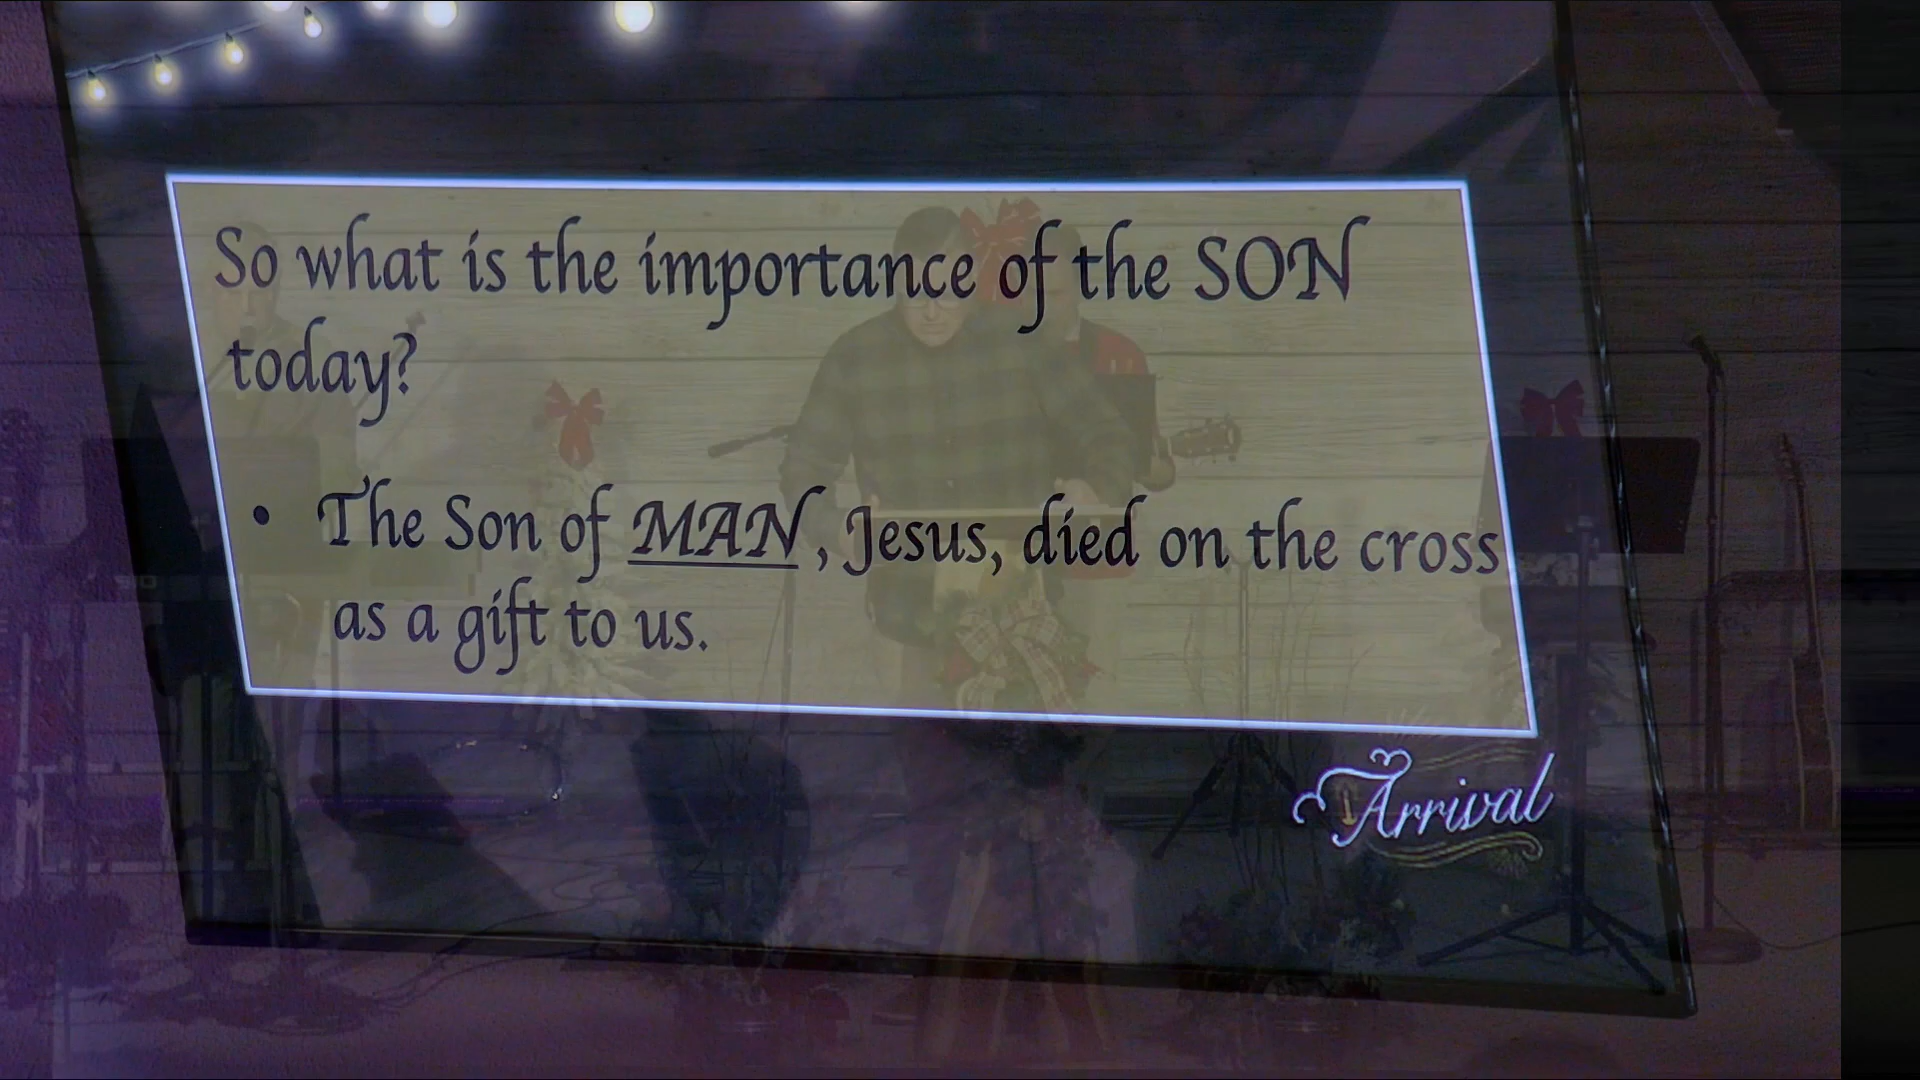 So what is the importance of the SON
today?
• The Son of MAN, Jesus, died on the cross
as a gift to us.
Arrival